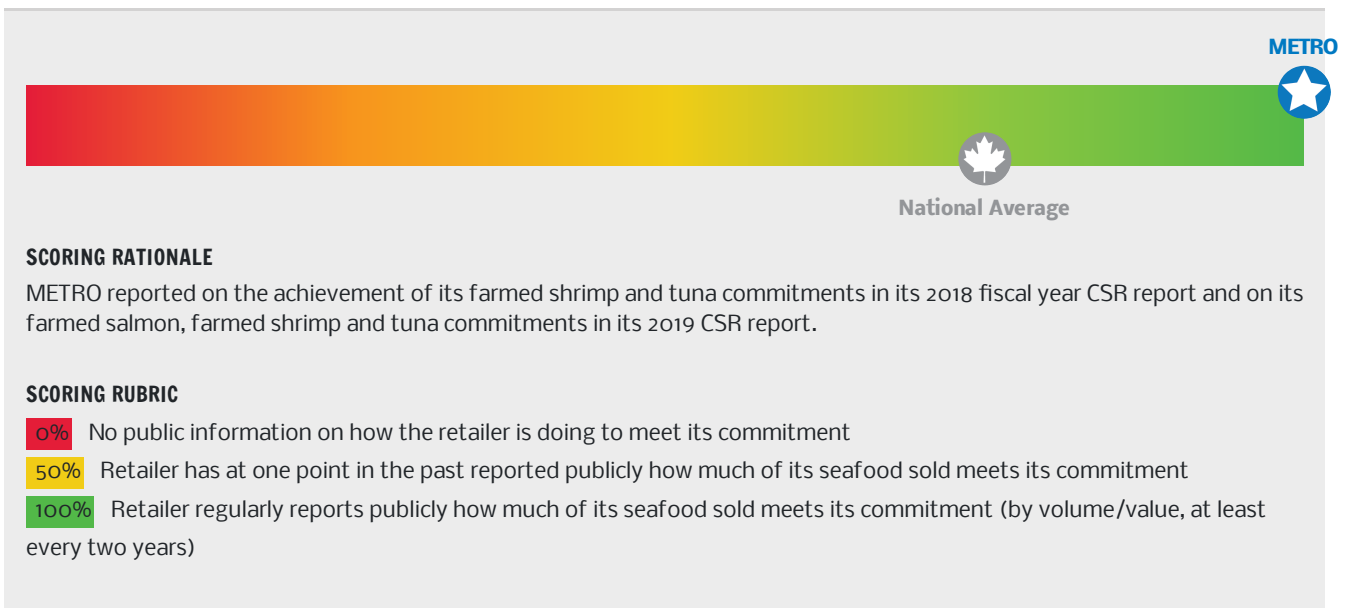 METRO
National Average
SCORING RATIONALE
METRO reported on the achievement of its farmed shrimp and tuna commitments in its 2018 fiscal year CSR report and on its
farmed salmon, farmed shrimp and tuna commitments in its 2019 CSR report.
SCORING RUBRIC
0% No public information on how the retailer is doing to meet its commitment
50% Retailer has at one point in the past reported publicly how much of its seafood sold meets its commitment
100% Retailer regularly reports publicly how much of its seafood sold meets its commitment (by volume/value, at least
every two years)